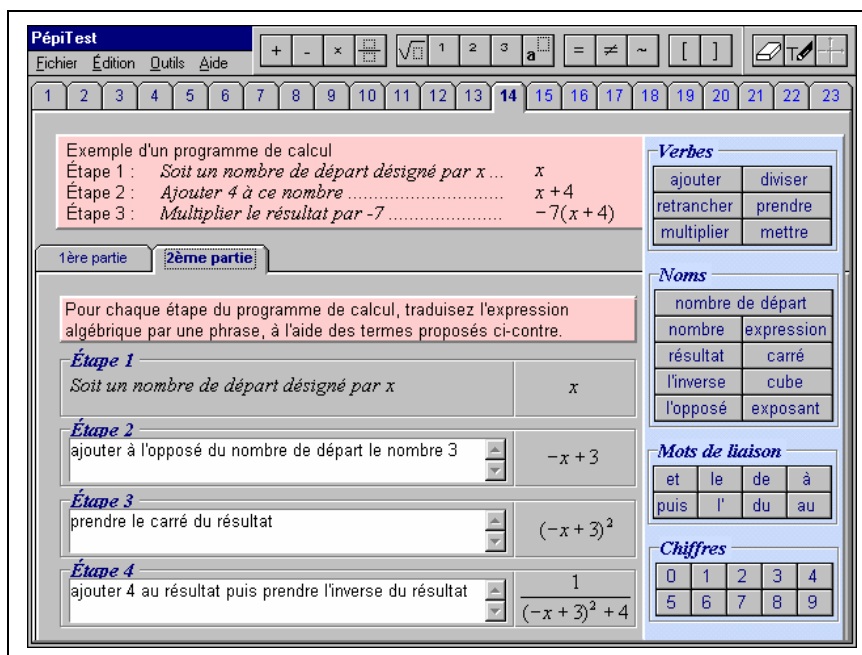 PépiTest
Fichier Édition Outils Aide
+ - × √ 1 2 3 a = ≠ ~ [ ] T
1 2 3 4 5 6 7 8 9 10 11 12 13 14 15 16 17 18 19 20 21 22 23
Exemple d'un programme de calcul
Étape 1 : Soit un nombre de départ désigné par x ... x
Étape 2 : Ajouter 4 à ce nombre ............................ x + 4
Étape 3 : Multiplier le résultat par -7 ...................... −7(x + 4)
1ère partie 2ème partie
Pour chaque étape du programme de calcul, traduisez l'expression
algébrique par une phrase, à l'aide des termes proposés ci-contre.
Étape 1
Soit un nombre de départ désigné par x x
Étape 2
ajouter à l'opposé du nombre de départ le nombre 3 −x + 3
Étape 3
prendre le carré du résultat (−x + 3)²
Étape 4
ajouter 4 au résultat puis prendre l'inverse du résultat 1
(−x + 3)² + 4
Verbes
ajouter diviser
retrancher prendre
multiplier mettre
Noms
nombre de départ
nombre expression
résultat carré
l'inverse cube
l'opposé exposant
Mots de liaison
et le de à
puis l' du au
Chiffres
0 1 2 3 4
5 6 7 8 9